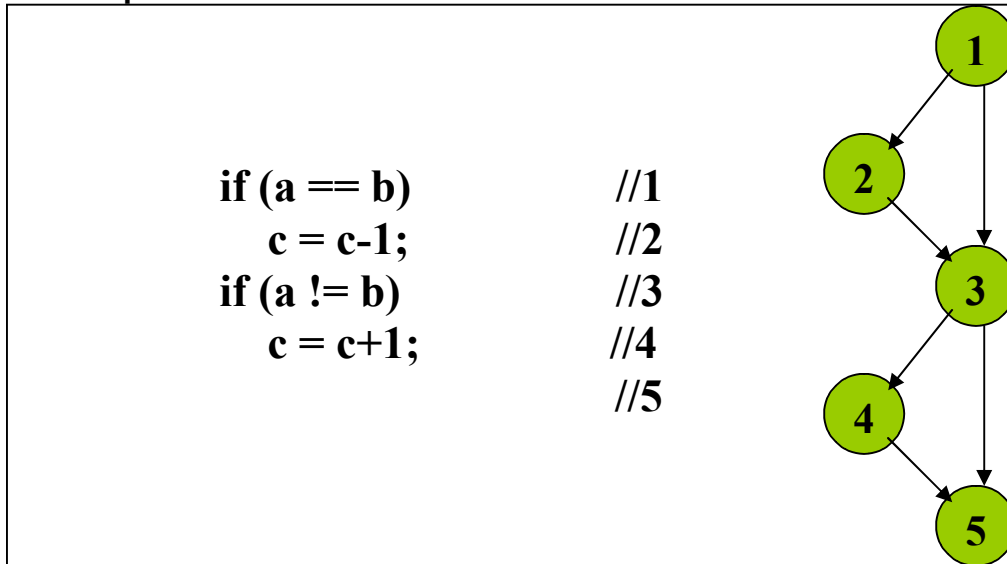 if (a == b) //1
c = c-1; //2
if (a != b) //3
c = c+1; //4
//5
1
2
3
4
5